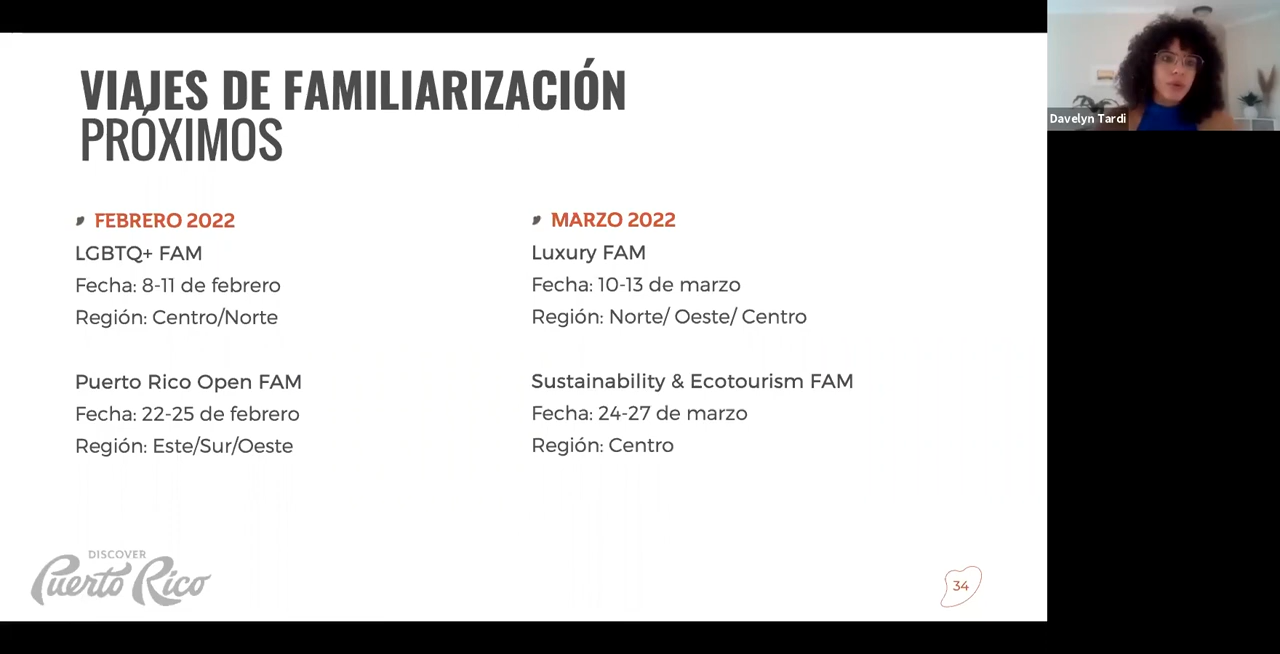 VIAJES DE FAMILIARIZACIÓN
PRÓXIMOS
FEBRERO 2022
LGBTQ+ FAM
Fecha: 8-11 de febrero
Región: Centro/Norte
Puerto Rico Open FAM
Fecha: 22-25 de febrero
Región: Este/Sur/Oeste
MARZO 2022
Luxury FAM
Fecha: 10-13 de marzo
Región: Norte/ Oeste/ Centro
Sustainability & Ecotourism FAM
Fecha: 24-27 de marzo
Región: Centro
DISCOVER
Puerto Rico
34
Davelyn Tardi